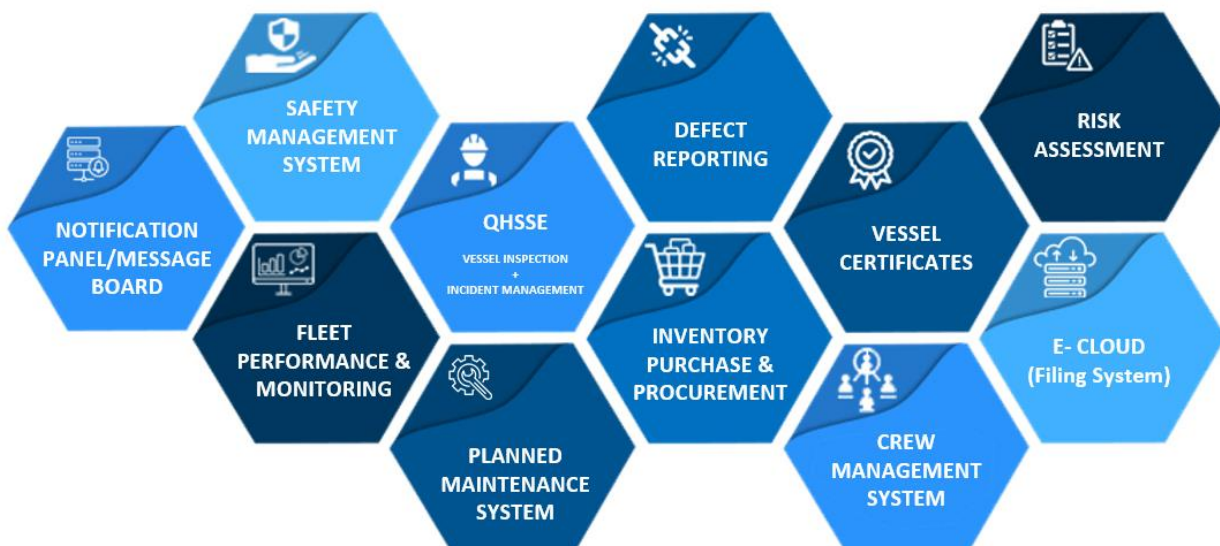 SAFETY
MANAGEMENT
SYSTEM
DEFECT
REPORTING
RISK
ASSESSMENT
NOTIFICATION
PANEL/MESSAGE
BOARD
QHSSE
VESSEL INSPECTION
+
INCIDENT MANAGEMENT
VESSEL
CERTIFICATES
FLEET
PERFORMANCE &
MONITORING
INVENTORY
PURCHASE &
PROCUREMENT
E- CLOUD
(Filing System)
PLANNED
MAINTENANCE
SYSTEM
CREW
MANAGEMENT
SYSTEM